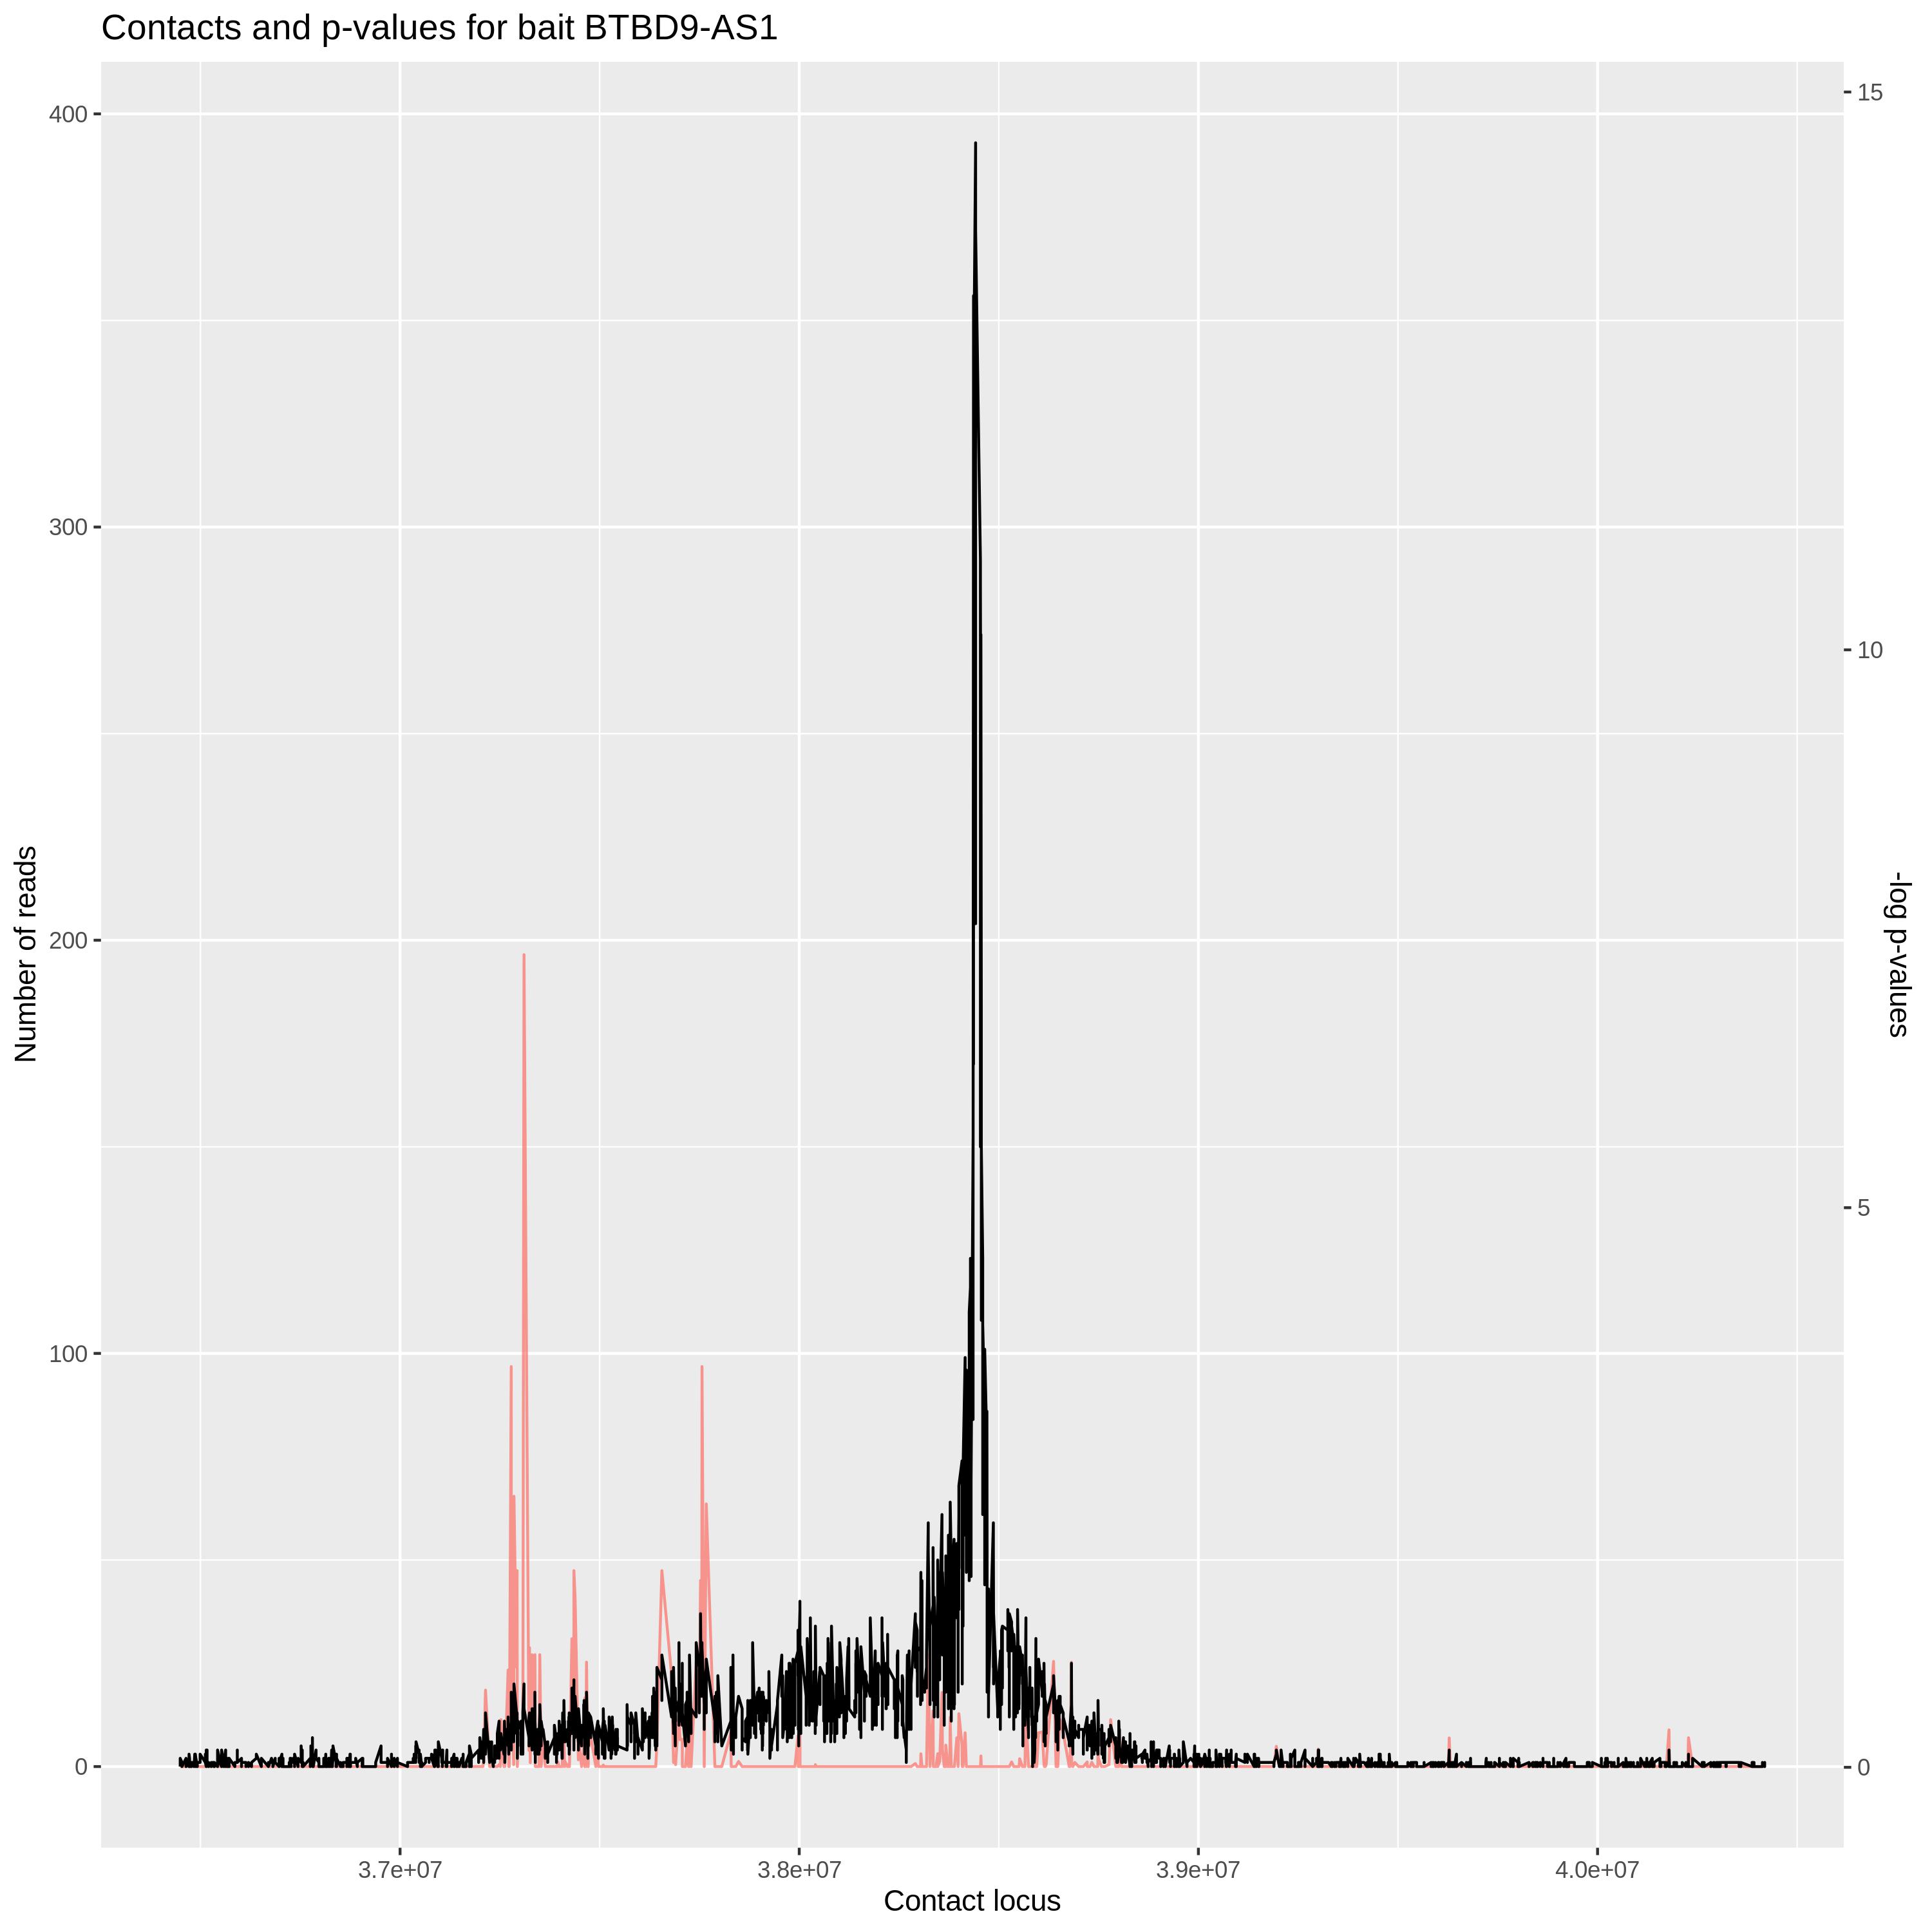 Contacts and p-values for bait BTBD9-AS1
400
300
200
100
0
Number of reads
15
10
5
0
-log p-values
3.7e+07
3.8e+07
3.9e+07
4.0e+07
Contact locus